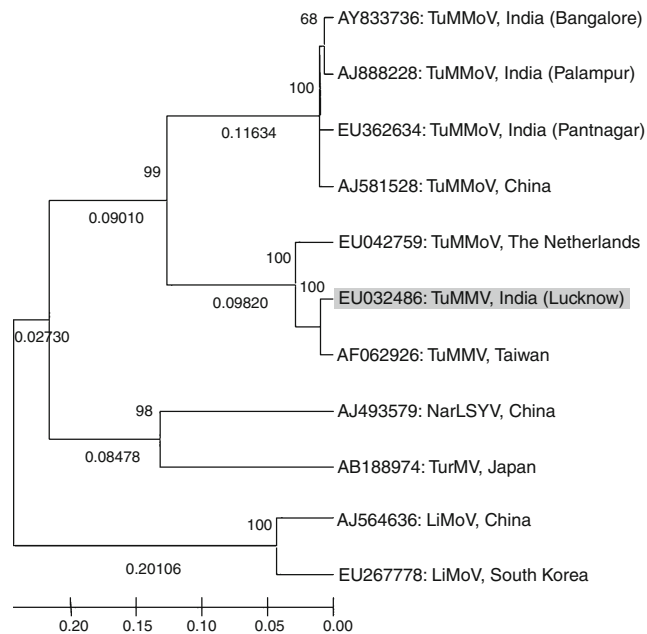 68
AY833736: TuMMoV, India (Bangalore)
AJ888228: TuMMoV, India (Palampur)
100
EU362634: TuMMoV, India (Pantnagar)
0.11634
99
AJ581528: TuMMoV, China
0.09010
EU042759: TuMMoV, The Netherlands
100
100
EU032486: TuMMV, India (Lucknow)
0.09820
0.02730
AF062926: TuMMV, Taiwan
98
AJ493579: NarLSYV, China
0.08478
AB188974: TurMV, Japan
100
AJ564636: LiMoV, China
0.20106
EU267778: LiMoV, South Korea
0.20 0.15 0.10 0.05 0.00